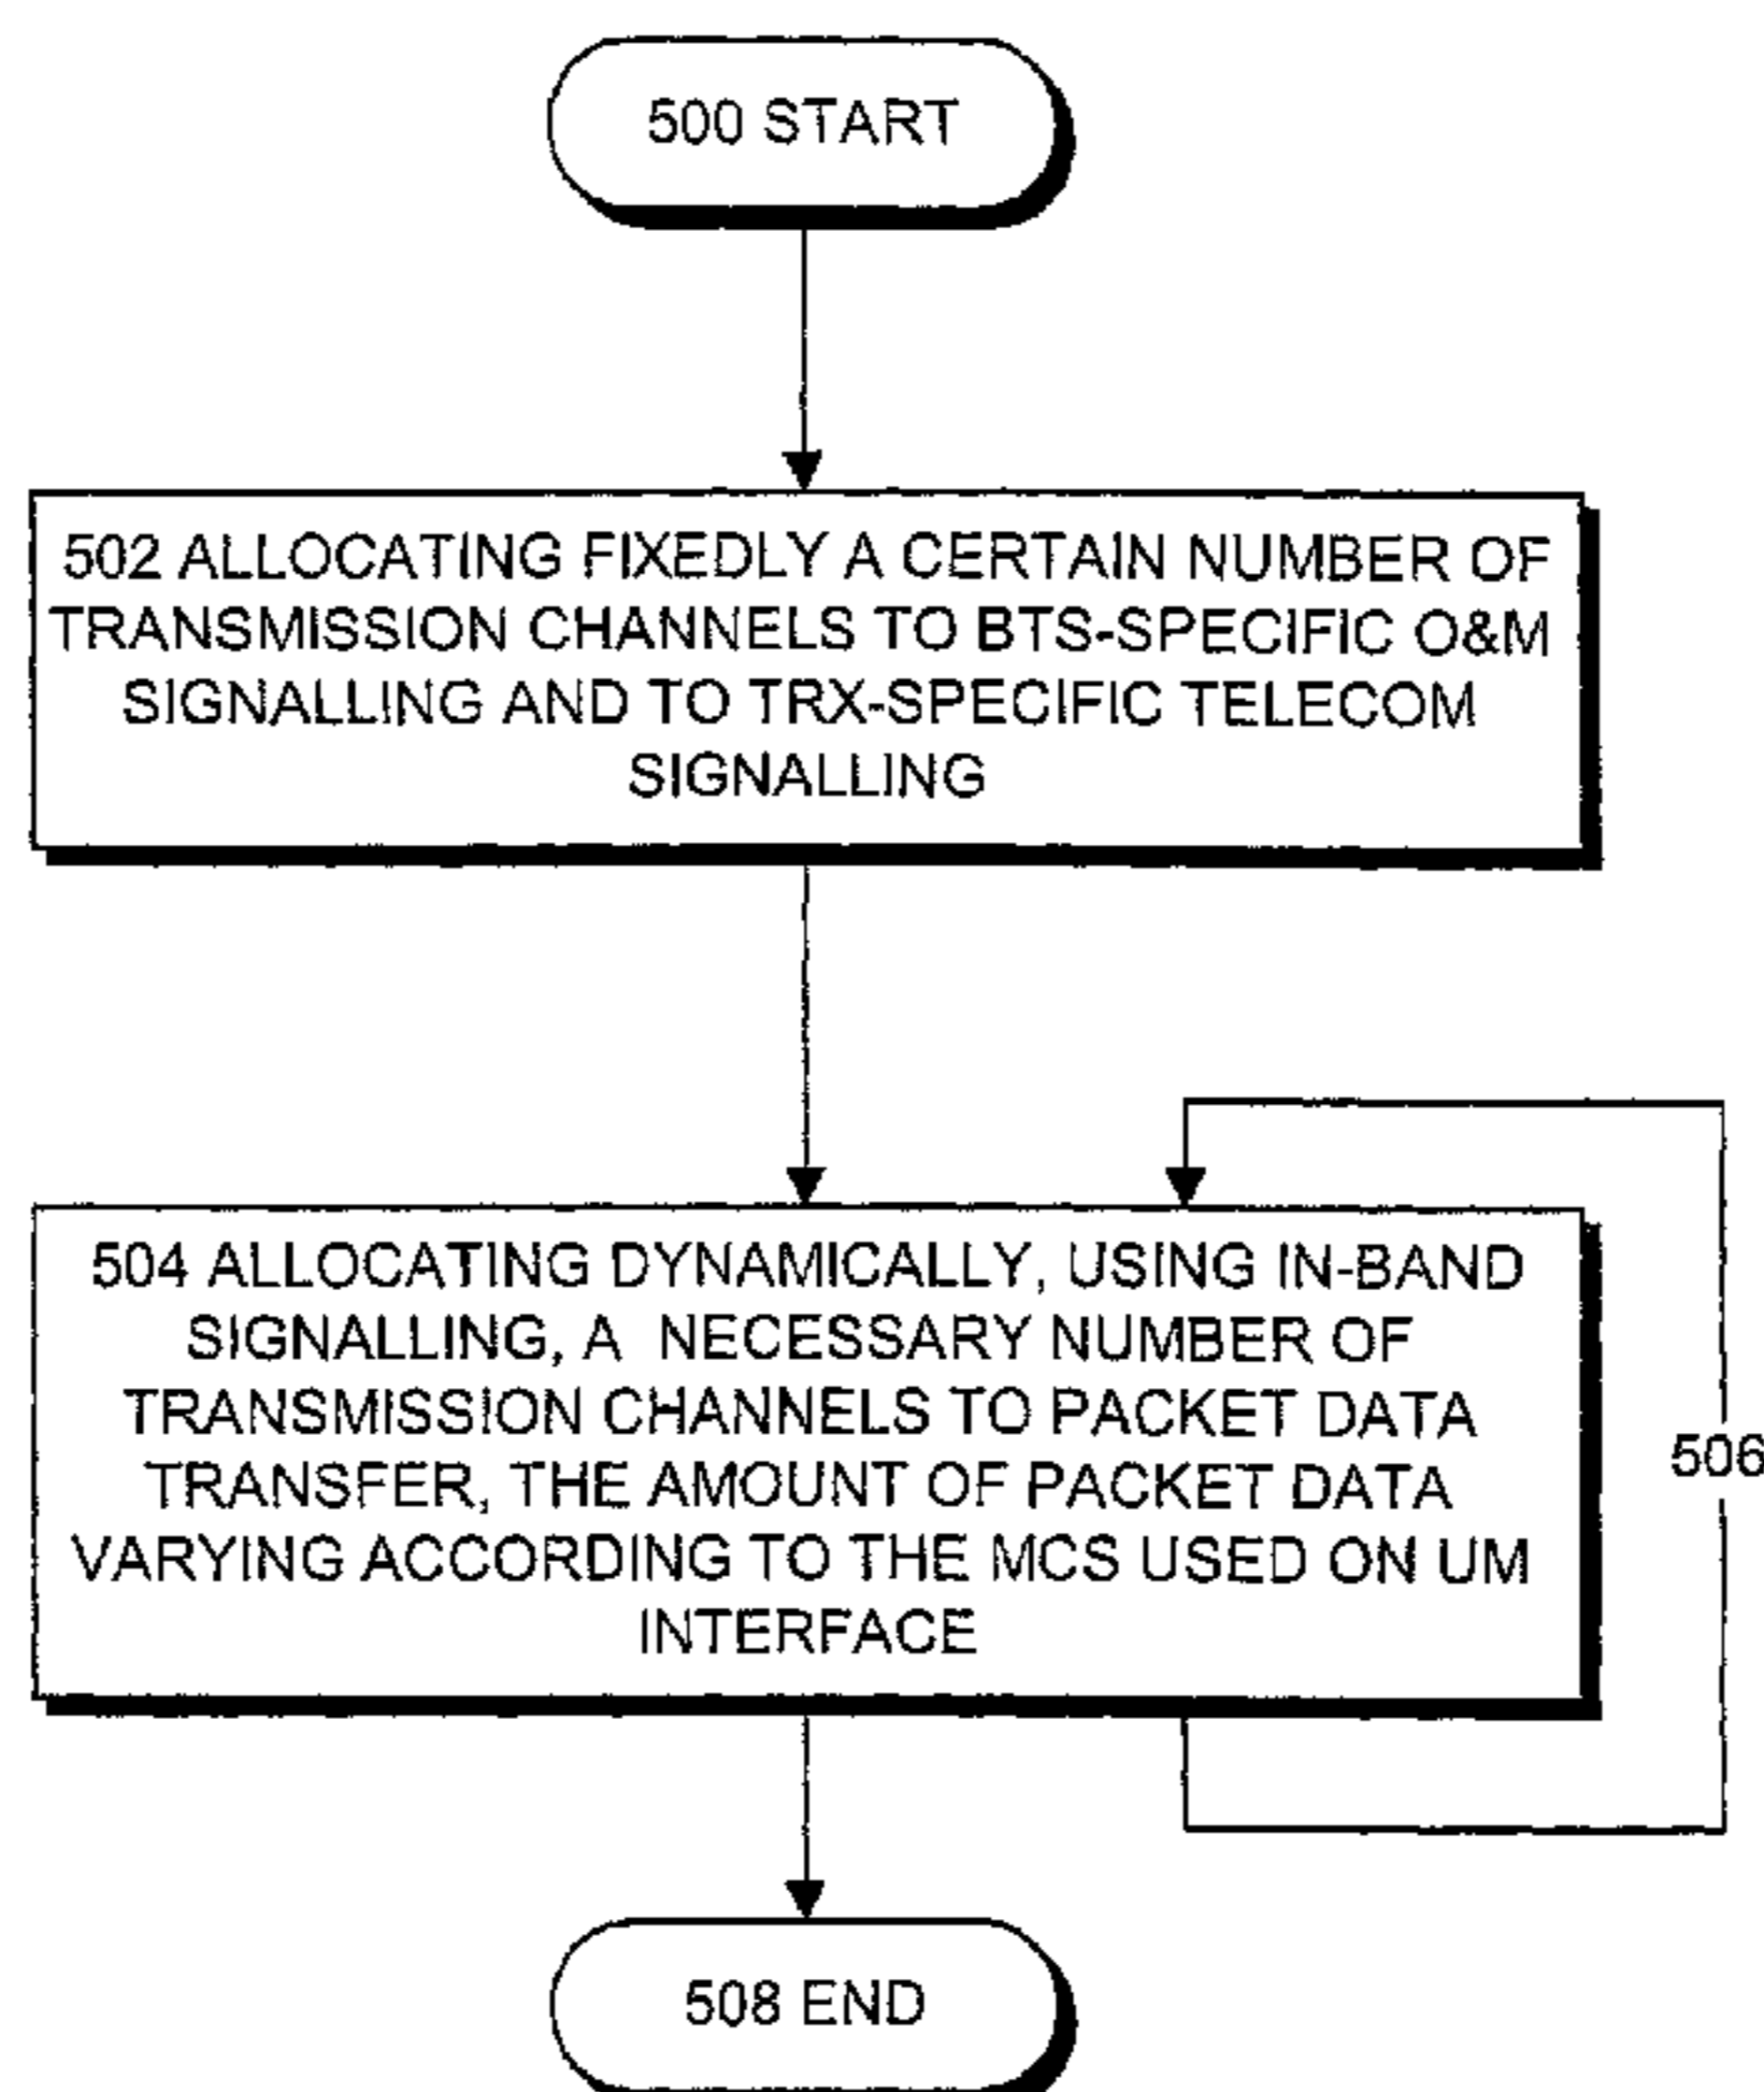 500 START
502 ALLOCATING FIXEDLY A CERTAIN NUMBER OF
TRANSMISSION CHANNELS TO BTS-SPECIFIC O&M
SIGNALLING AND TO TRX-SPECIFIC TELECOM
SIGNALLING
504 ALLOCATING DYNAMICALLY, USING IN-BAND
SIGNALLING, A NECESSARY NUMBER OF
TRANSMISSION CHANNELS TO PACKET DATA
TRANSFER, THE AMOUNT OF PACKET DATA
VARYING ACCORDING TO THE MCS USED ON UM
INTERFACE
506
508 END